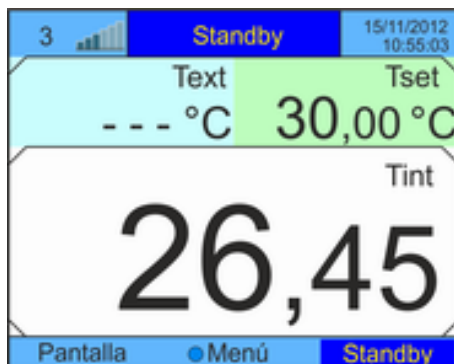 3 Standby 15/11/2012
10:55:03
Text Tset
- - - °C 30,00 °C
Tint
26,45
Pantalla Menú Standby